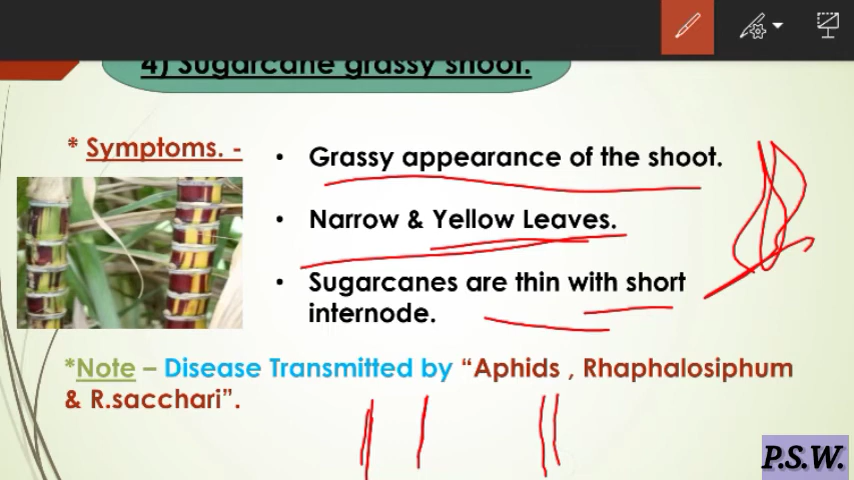 4) Sugarcane grassy shoot.
* Symptoms. -
• Grassy appearance of the shoot.
• Narrow & Yellow Leaves.
• Sugarcanes are thin with short
internode.
*Note – Disease Transmitted by “Aphids , Rhaphalosiphum
& R.sacchari”.
P.S.W.